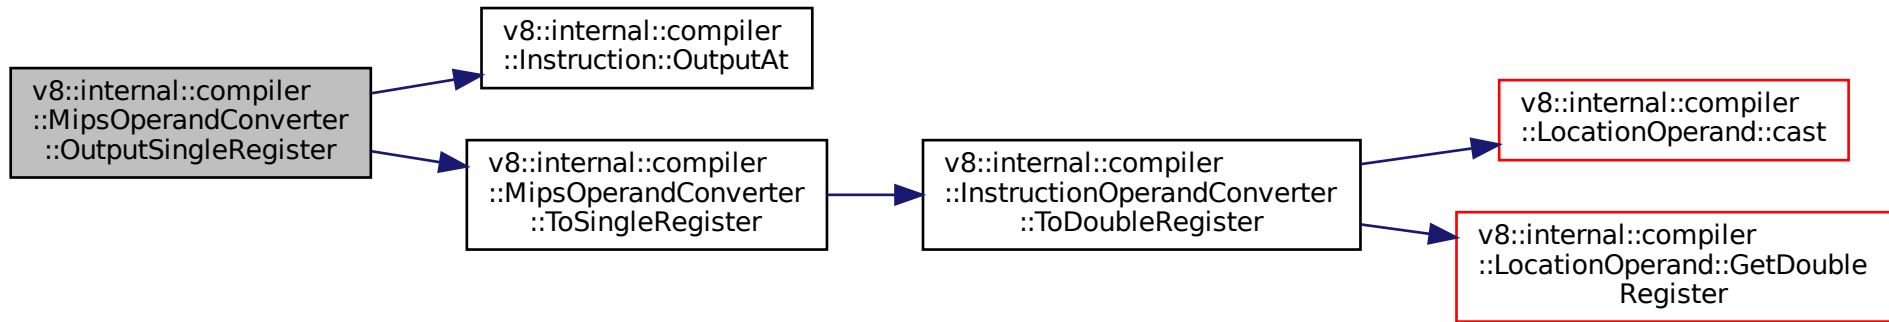 v8::internal::compiler
::MipsOperandConverter
::OutputSingleRegister
v8::internal::compiler
::Instruction::OutputAt
v8::internal::compiler
::MipsOperandConverter
::ToSingleRegister
v8::internal::compiler
::InstructionOperandConverter
::ToDoubleRegister
v8::internal::compiler
::LocationOperand::cast
v8::internal::compiler
::LocationOperand::GetDouble
Register